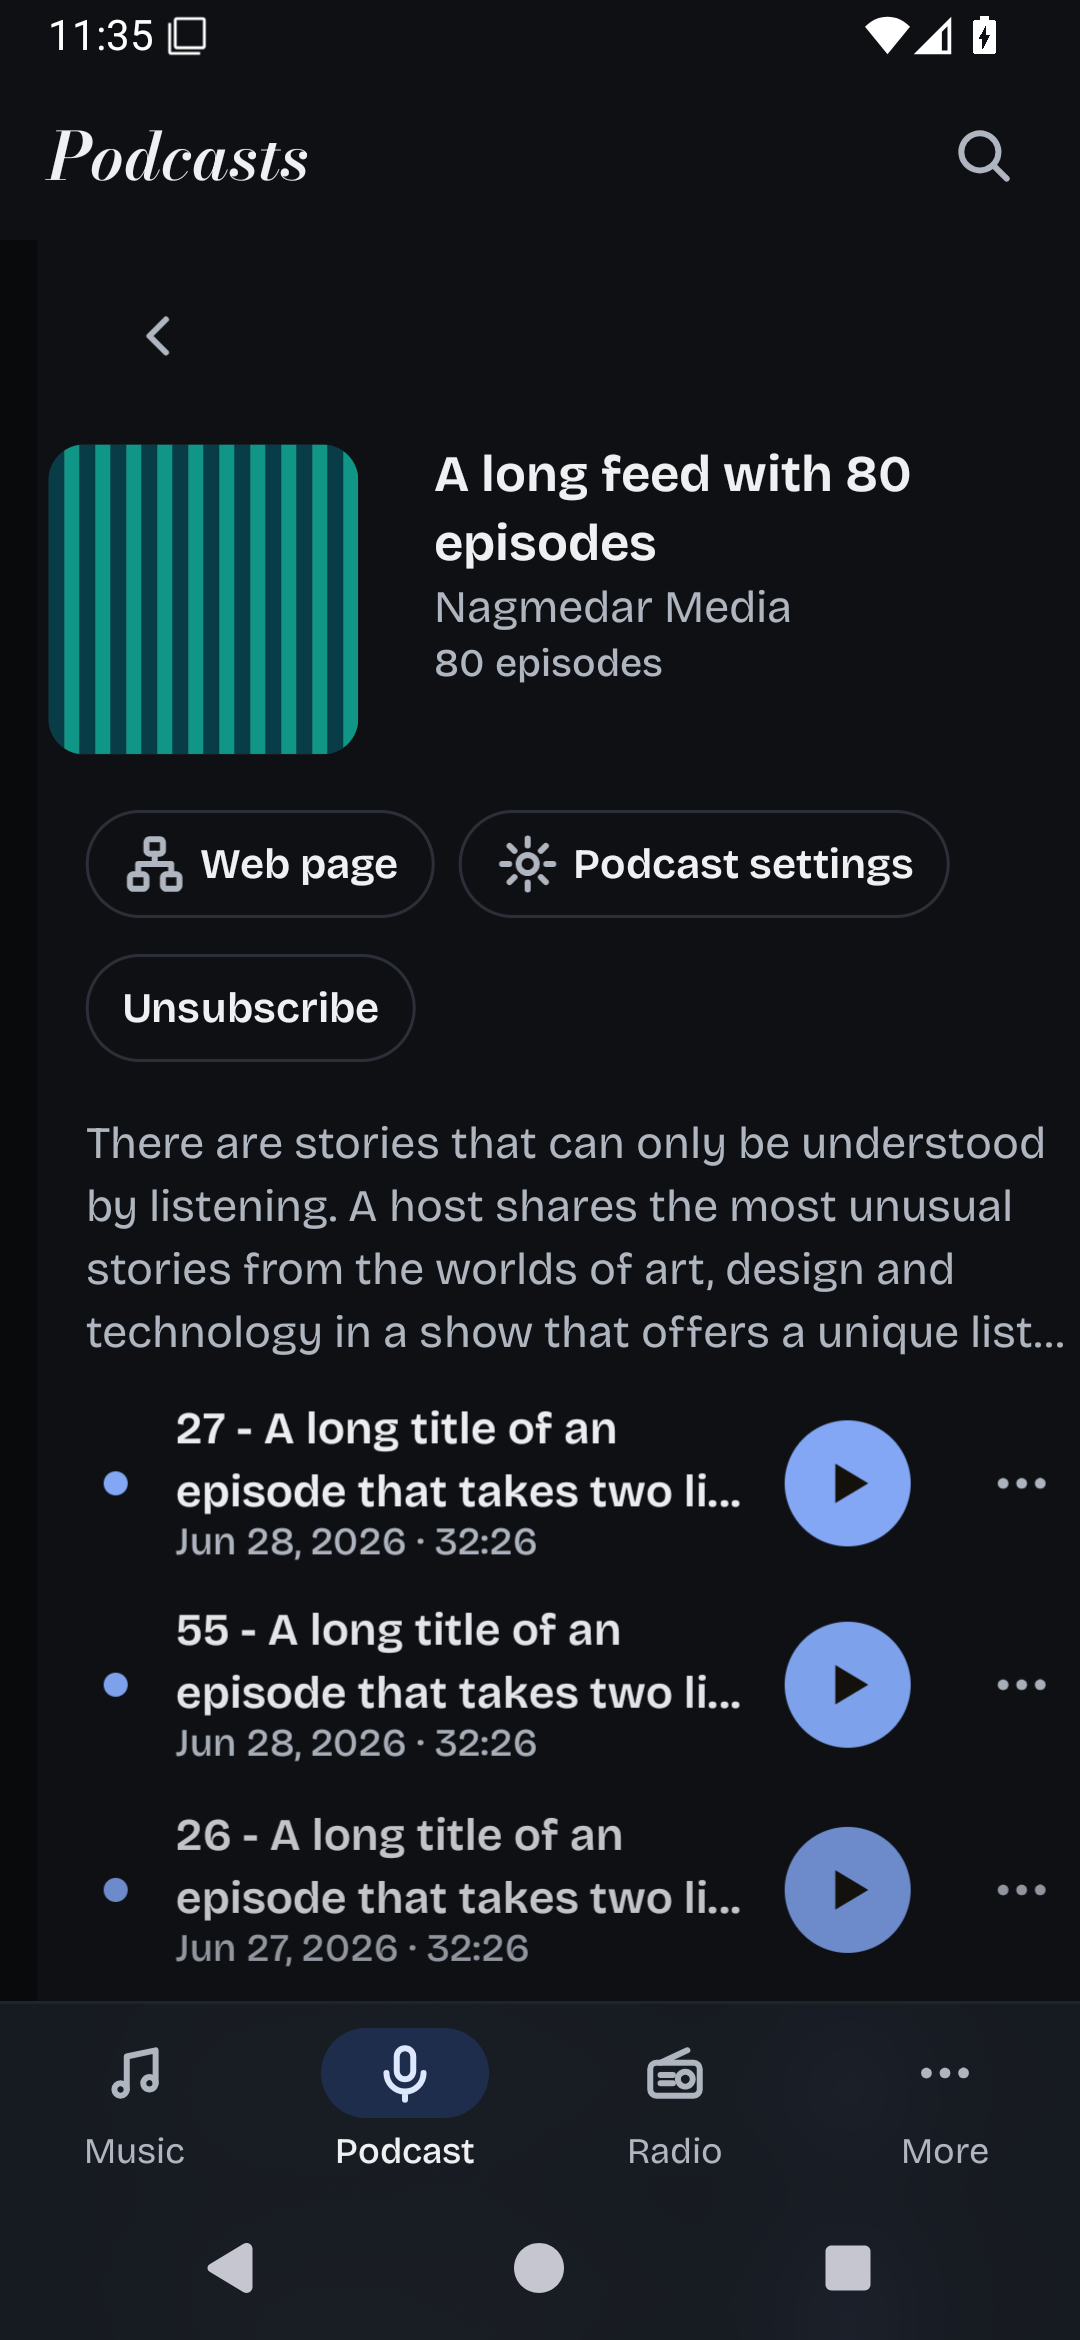 11:35
Podcasts
A long feed with 80
episodes
Nagmedar Media
80 episodes
Web page
Podcast settings
Unsubscribe
There are stories that can only be understood
by listening. A host shares the most unusual
stories from the worlds of art, design and
technology in a show that offers a unique list...
27 - A long title of an
episode that takes two li...
Jun 28, 2026 · 32:26
55 - A long title of an
episode that takes two li...
Jun 28, 2026 · 32:26
26 - A long title of an
episode that takes two li...
Jun 27, 2026 · 32:26
Music
Podcast
Radio
More